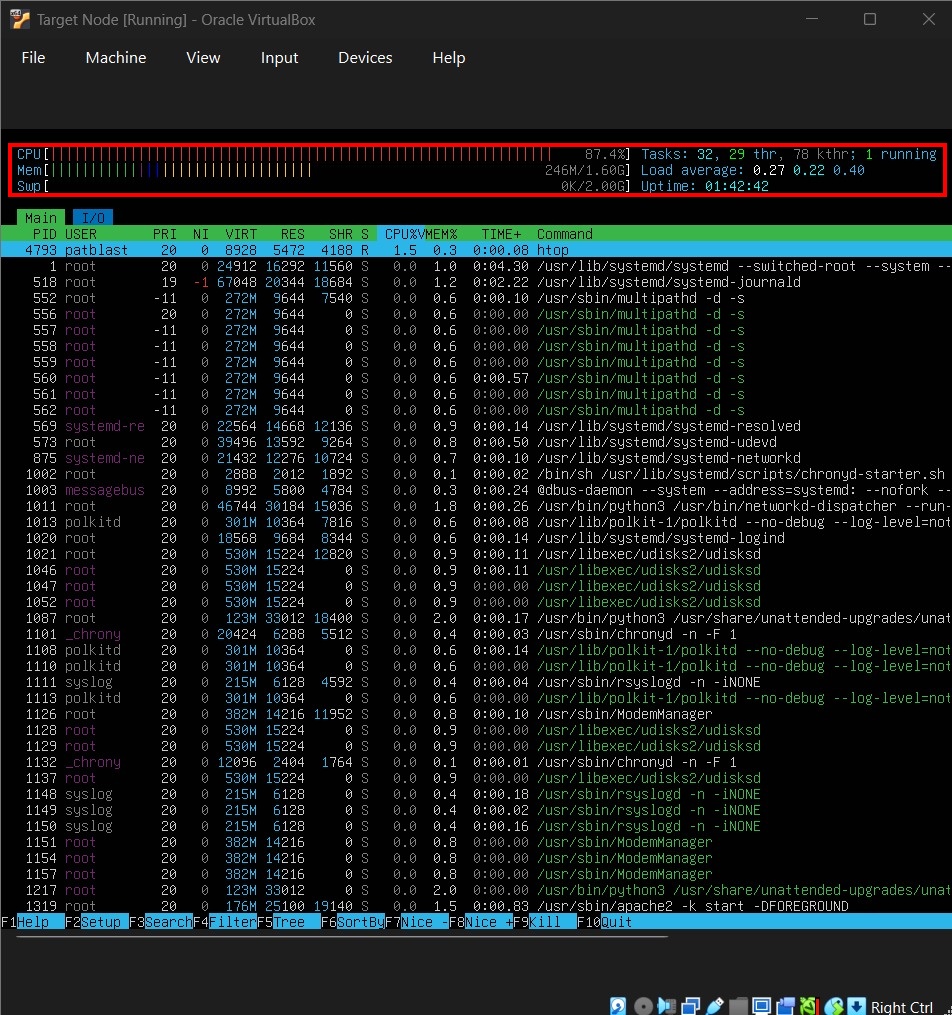 Target Node [Running] - Oracle VirtualBox
File Machine View Input Devices Help
CPU[ 87.4%] Tasks: 32, 29 thr, 78 kthr; 1 running
Mem[ 246M/1.60G] Load average: 0.27 0.22 0.40
Swp[ 0K/2.00G] Uptime: 01:42:42
Main I/O
PID USER PRI NI VIRT RES SHR S CPU%▽MEM% TIME+ Command
4793 patblast 20 0 8928 5472 4188 R 1.5 0.3 0:00.08 htop
1 root 20 0 24912 16292 11560 S 0.0 1.0 0:04.30 /usr/lib/systemd/systemd --switched-root --system --
518 root 19 -1 67048 20344 18684 S 0.0 1.2 0:02.22 /usr/lib/systemd/systemd-journald
552 root -11 0 272M 9644 7540 S 0.0 0.6 0:00.10 /usr/sbin/multipathd -d -s
556 root 20 0 272M 9644 0 S 0.0 0.6 0:00.00 /usr/sbin/multipathd -d -s
557 root -11 0 272M 9644 0 S 0.0 0.6 0:00.00 /usr/sbin/multipathd -d -s
558 root -11 0 272M 9644 0 S 0.0 0.6 0:00.00 /usr/sbin/multipathd -d -s
559 root -11 0 272M 9644 0 S 0.0 0.6 0:00.00 /usr/sbin/multipathd -d -s
560 root -11 0 272M 9644 0 S 0.0 0.6 0:00.57 /usr/sbin/multipathd -d -s
561 root -11 0 272M 9644 0 S 0.0 0.6 0:00.00 /usr/sbin/multipathd -d -s
562 root -11 0 272M 9644 0 S 0.0 0.6 0:00.00 /usr/sbin/multipathd -d -s
569 systemd-re 20 0 22564 14668 12136 S 0.0 0.9 0:00.14 /usr/lib/systemd/systemd-resolved
573 root 20 0 39496 13592 9264 S 0.0 0.8 0:00.50 /usr/lib/systemd/systemd-udevd
875 systemd-ne 20 0 21432 12276 10724 S 0.0 0.7 0:00.10 /usr/lib/systemd/systemd-networkd
1002 root 20 0 2888 2012 1892 S 0.0 0.1 0:00.02 /bin/sh /usr/lib/systemd/scripts/chronyd-starter.sh
1003 messagebus 20 0 8992 5800 4784 S 0.0 0.3 0:00.24 @dbus-daemon --system --address=systemd: --nofork --
1011 root 20 0 46744 30184 15036 S 0.0 1.8 0:00.26 /usr/bin/python3 /usr/bin/networkd-dispatcher --run-
1013 polkitd 20 0 301M 10364 7816 S 0.0 0.6 0:00.08 /usr/lib/polkit-1/polkitd --no-debug --log-level=not
1020 root 20 0 18568 9684 8344 S 0.0 0.6 0:00.14 /usr/lib/systemd/systemd-logind
1021 root 20 0 530M 15224 12820 S 0.0 0.9 0:00.11 /usr/libexec/udisks2/udisksd
1046 root 20 0 530M 15224 0 S 0.0 0.9 0:00.11 /usr/libexec/udisks2/udisksd
1047 root 20 0 530M 15224 0 S 0.0 0.9 0:00.00 /usr/libexec/udisks2/udisksd
1052 root 20 0 530M 15224 0 S 0.0 0.9 0:00.00 /usr/libexec/udisks2/udisksd
1087 root 20 0 123M 33012 18400 S 0.0 2.0 0:00.17 /usr/bin/python3 /usr/share/unattended-upgrades/unat
1101 _chrony 20 0 20424 6288 5512 S 0.0 0.4 0:00.03 /usr/sbin/chronyd -n -F 1
1108 polkitd 20 0 301M 10364 0 S 0.0 0.6 0:00.14 /usr/lib/polkit-1/polkitd --no-debug --log-level=not
1110 polkitd 20 0 301M 10364 0 S 0.0 0.6 0:00.00 /usr/lib/polkit-1/polkitd --no-debug --log-level=not
1111 syslog 20 0 215M 6128 4592 S 0.0 0.4 0:00.04 /usr/sbin/rsyslogd -n -iNONE
1113 polkitd 20 0 301M 10364 0 S 0.0 0.6 0:00.00 /usr/lib/polkit-1/polkitd --no-debug --log-level=not
1126 root 20 0 382M 14216 11952 S 0.0 0.8 0:00.10 /usr/sbin/ModemManager
1128 root 20 0 530M 15224 0 S 0.0 0.9 0:00.00 /usr/libexec/udisks2/udisksd
1129 root 20 0 530M 15224 0 S 0.0 0.9 0:00.00 /usr/libexec/udisks2/udisksd
1132 _chrony 20 0 12096 2404 1764 S 0.0 0.1 0:00.01 /usr/sbin/chronyd -n -F 1
1137 root 20 0 530M 15224 0 S 0.0 0.9 0:00.00 /usr/libexec/udisks2/udisksd
1148 syslog 20 0 215M 6128 0 S 0.0 0.4 0:00.18 /usr/sbin/rsyslogd -n -iNONE
1149 syslog 20 0 215M 6128 0 S 0.0 0.4 0:00.02 /usr/sbin/rsyslogd -n -iNONE
1150 syslog 20 0 215M 6128 0 S 0.0 0.4 0:00.16 /usr/sbin/rsyslogd -n -iNONE
1151 root 20 0 382M 14216 0 S 0.0 0.8 0:00.00 /usr/sbin/ModemManager
1154 root 20 0 382M 14216 0 S 0.0 0.8 0:00.00 /usr/sbin/ModemManager
1157 root 20 0 382M 14216 0 S 0.0 0.8 0:00.00 /usr/sbin/ModemManager
1217 root 20 0 123M 33012 0 S 0.0 2.0 0:00.00 /usr/bin/python3 /usr/share/unattended-upgrades/unat
1319 root 20 0 176M 25100 19140 S 0.0 1.5 0:00.83 /usr/sbin/apache2 -k start -DFOREGROUND
F1Help F2Setup F3SearchF4FilterF5Tree F6SortByF7Nice -F8Nice +F9Kill F10Quit
Right Ctrl